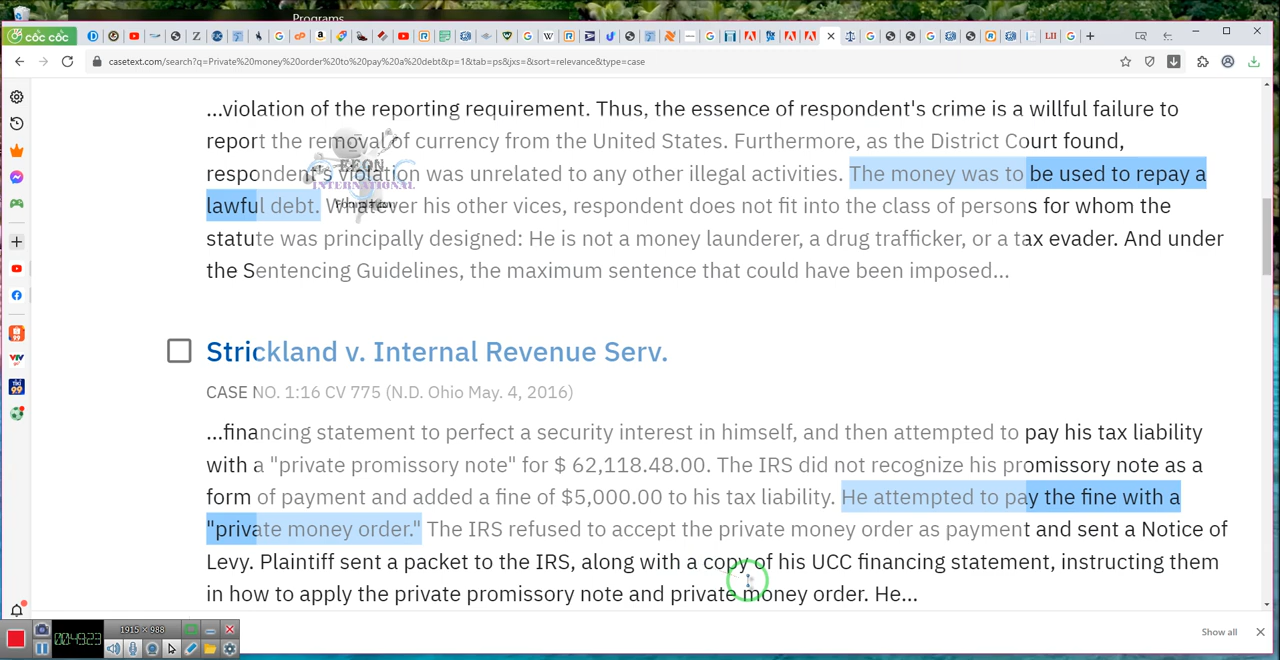 Programs
cốc cốc
casetext.com/search?q=Private%20money%20order%20to%20pay%20a%20debt&p=1&tab=ps&jxs=&sort=relevance&type=case
...violation of the reporting requirement. Thus, the essence of respondent's crime is a willful failure to
report the removal of currency from the United States. Furthermore, as the District Court found,
respondent's violation was unrelated to any other illegal activities. The money was to be used to repay a
lawful debt. Whatever his other vices, respondent does not fit into the class of persons for whom the
statute was principally designed: He is not a money launderer, a drug trafficker, or a tax evader. And under
the Sentencing Guidelines, the maximum sentence that could have been imposed...
EEON
INTERNATIONAL
Foundation
Strickland v. Internal Revenue Serv.
CASE NO. 1:16 CV 775 (N.D. Ohio May. 4, 2016)
...financing statement to perfect a security interest in himself, and then attempted to pay his tax liability
with a "private promissory note" for $ 62,118.48.00. The IRS did not recognize his promissory note as a
form of payment and added a fine of $5,000.00 to his tax liability. He attempted to pay the fine with a
"private money order." The IRS refused to accept the private money order as payment and sent a Notice of
Levy. Plaintiff sent a packet to the IRS, along with a copy of his UCC financing statement, instructing them
in how to apply the private promissory note and private money order. He...
Show all
00:49:23
1915 × 988